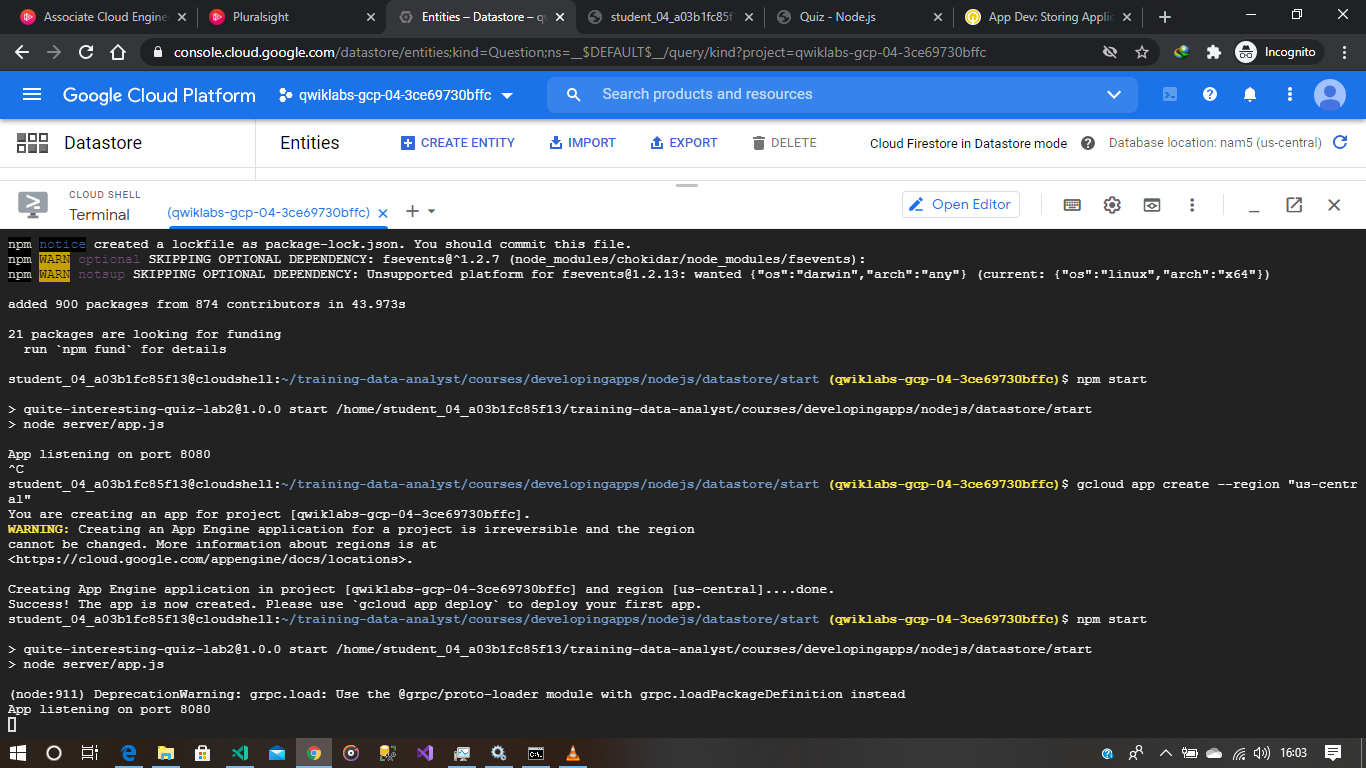 Associate Cloud Engine
Pluralsight
Entities – Datastore – qw
student_04_a03b1fc85f
Quiz - Node.js
App Dev: Storing Applic
console.cloud.google.com/datastore/entities;kind=Question;ns=__$DEFAULT$__/query/kind?project=qwiklabs-gcp-04-3ce69730bffc
Incognito
Google Cloud Platform
qwiklabs-gcp-04-3ce69730bffc
Search products and resources
Datastore
Entities
CREATE ENTITY
IMPORT
EXPORT
DELETE
Cloud Firestore in Datastore mode
Database location: nam5 (us-central)
CLOUD SHELL
Terminal
(qwiklabs-gcp-04-3ce69730bffc)
Open Editor
npm notice created a lockfile as package-lock.json. You should commit this file.
npm WARN optional SKIPPING OPTIONAL DEPENDENCY: fsevents@^1.2.7 (node_modules/chokidar/node_modules/fsevents):
npm WARN notsup SKIPPING OPTIONAL DEPENDENCY: Unsupported platform for fsevents@1.2.13: wanted {"os":"darwin","arch":"any"} (current: {"os":"linux","arch":"x64"})
added 900 packages from 874 contributors in 43.973s
21 packages are looking for funding
run `npm fund` for details
student_04_a03b1fc85f13@cloudshell:~/training-data-analyst/courses/developingapps/nodejs/datastore/start (qwiklabs-gcp-04-3ce69730bffc)$ npm start
> quite-interesting-quiz-lab2@1.0.0 start /home/student_04_a03b1fc85f13/training-data-analyst/courses/developingapps/nodejs/datastore/start
> node server/app.js
App listening on port 8080
^C
student_04_a03b1fc85f13@cloudshell:~/training-data-analyst/courses/developingapps/nodejs/datastore/start (qwiklabs-gcp-04-3ce69730bffc)$ gcloud app create --region "us-centr
al"
You are creating an app for project [qwiklabs-gcp-04-3ce69730bffc].
WARNING: Creating an App Engine application for a project is irreversible and the region
cannot be changed. More information about regions is at
<https://cloud.google.com/appengine/docs/locations>.
Creating App Engine application in project [qwiklabs-gcp-04-3ce69730bffc] and region [us-central]....done.
Success! The app is now created. Please use `gcloud app deploy` to deploy your first app.
student_04_a03b1fc85f13@cloudshell:~/training-data-analyst/courses/developingapps/nodejs/datastore/start (qwiklabs-gcp-04-3ce69730bffc)$ npm start
> quite-interesting-quiz-lab2@1.0.0 start /home/student_04_a03b1fc85f13/training-data-analyst/courses/developingapps/nodejs/datastore/start
> node server/app.js
(node:911) DeprecationWarning: grpc.load: Use the @grpc/proto-loader module with grpc.loadPackageDefinition instead
App listening on port 8080
16:03